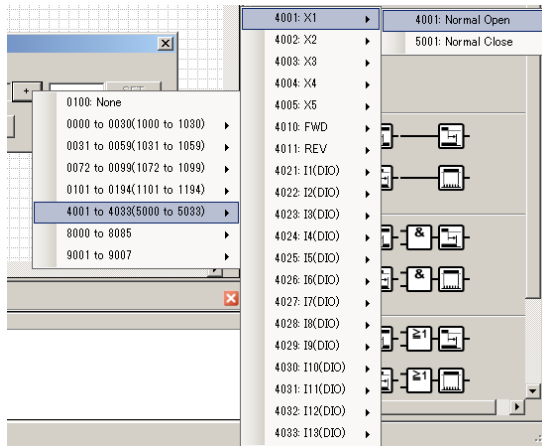 +
SET
0100: None
0000 to 0030(1000 to 1030)
0031 to 0059(1031 to 1059)
0072 to 0099(1072 to 1099)
0101 to 0194(1101 to 1194)
4001 to 4033(5000 to 5033)
8000 to 8085
9001 to 9007
4001: X1
4002: X2
4003: X3
4004: X4
4005: X5
4010: FWD
4011: REV
4021: I1(DIO)
4022: I2(DIO)
4023: I3(DIO)
4024: I4(DIO)
4025: I5(DIO)
4026: I6(DIO)
4027: I7(DIO)
4028: I8(DIO)
4029: I9(DIO)
4030: I10(DIO)
4031: I11(DIO)
4032: I12(DIO)
4033: I13(DIO)
4001: Normal Open
5001: Normal Close
&
&
≥1
≥1